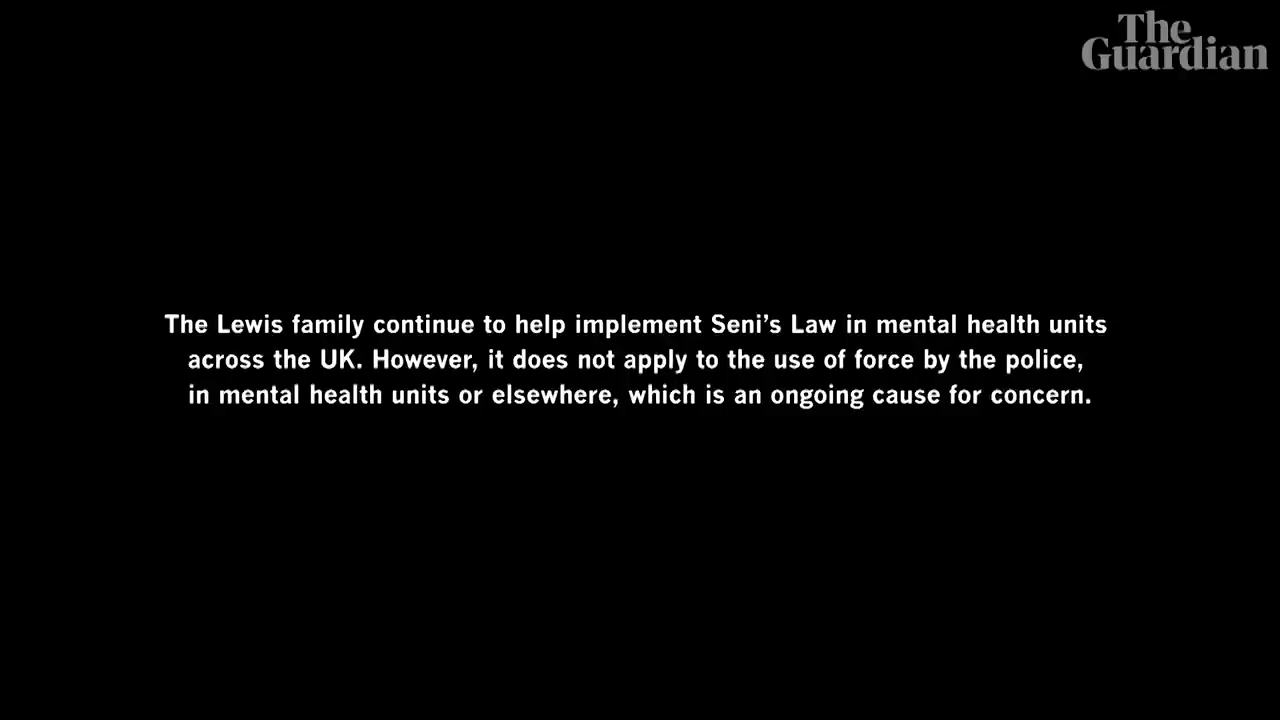 The
Guardian
The Lewis family continue to help implement Seni’s Law in mental health units
across the UK. However, it does not apply to the use of force by the police,
in mental health units or elsewhere, which is an ongoing cause for concern.